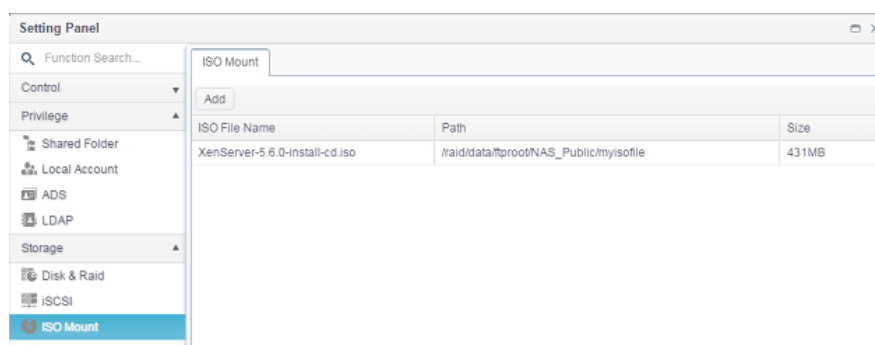 Setting Panel
Function Search...
Control
Privilege
Shared Folder
Local Account
ADS
LDAP
Storage
Disk & Raid
iSCSI
ISO Mount
ISO Mount
Add
ISO File Name Path Size
XenServer-5.6.0-install-cd.iso /raid/data/ftproot/NAS_Public/myisofile 431MB